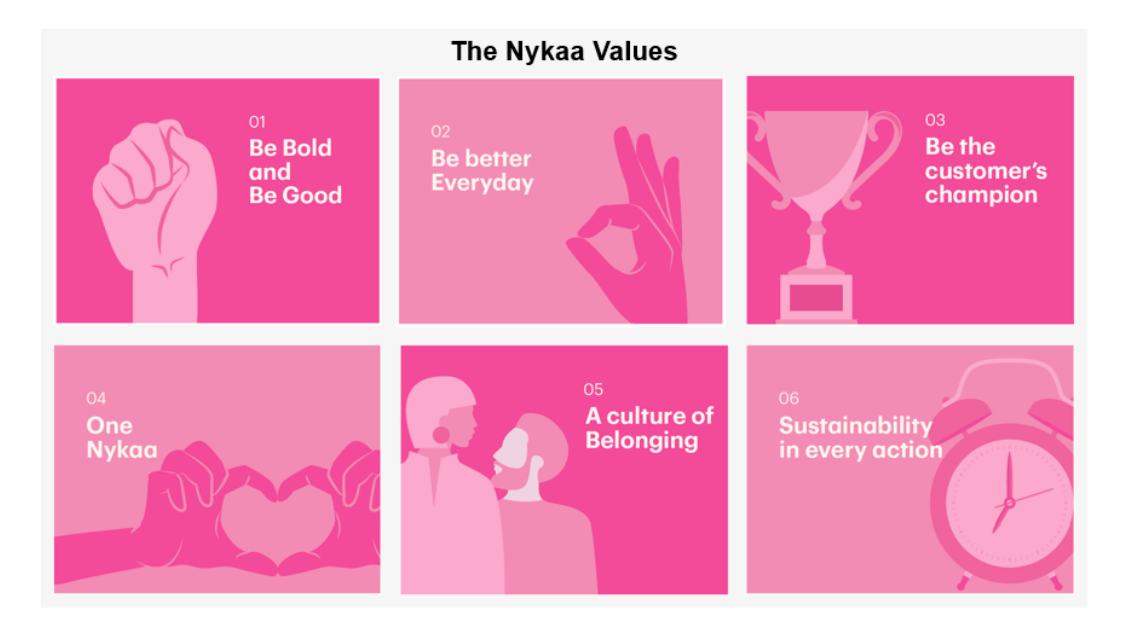 The Nykaa Values
01
Be Bold
and
Be Good
02
Be better
Everyday
03
Be the
customer's
champion
04
One
Nykaa
05
A culture of
Belonging
06
Sustainability
in every action